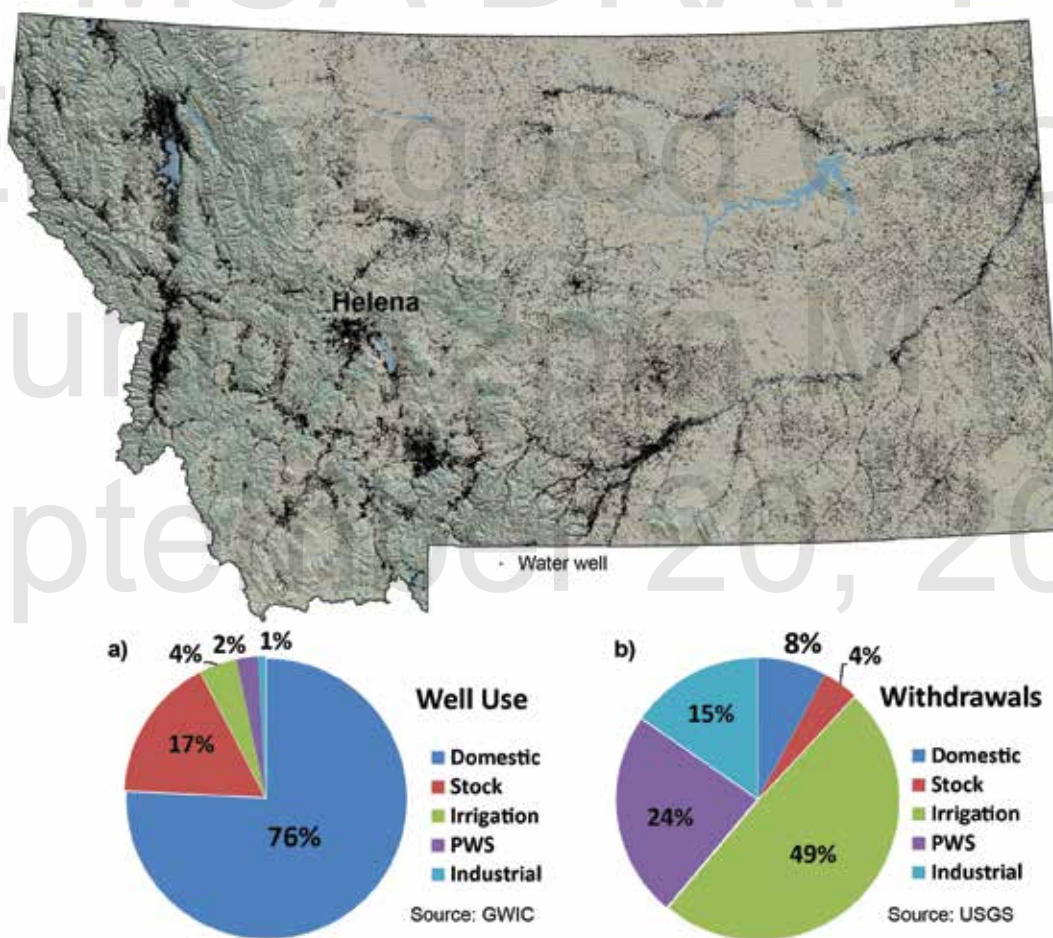 Helena
Water well
a)
4%
2%
1%
17%
76%
Well Use
Domestic
Stock
Irrigation
PWS
Industrial
Source: GWIC
b)
8%
4%
15%
24%
49%
Withdrawals
Domestic
Stock
Irrigation
PWS
Industrial
Source: USGS